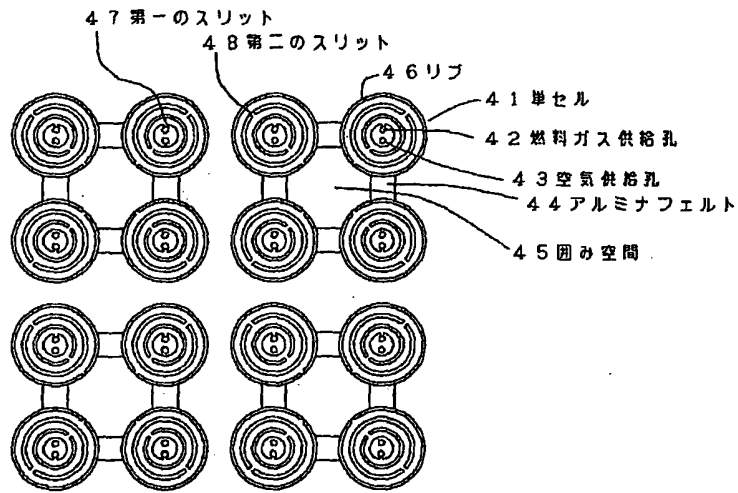 ４７第一のスリット
４８第二のスリット
４６リブ
４１単セル
４２燃料ガス供給孔
４３空気供給孔
４４アルミナフェルト
４５囲み空間